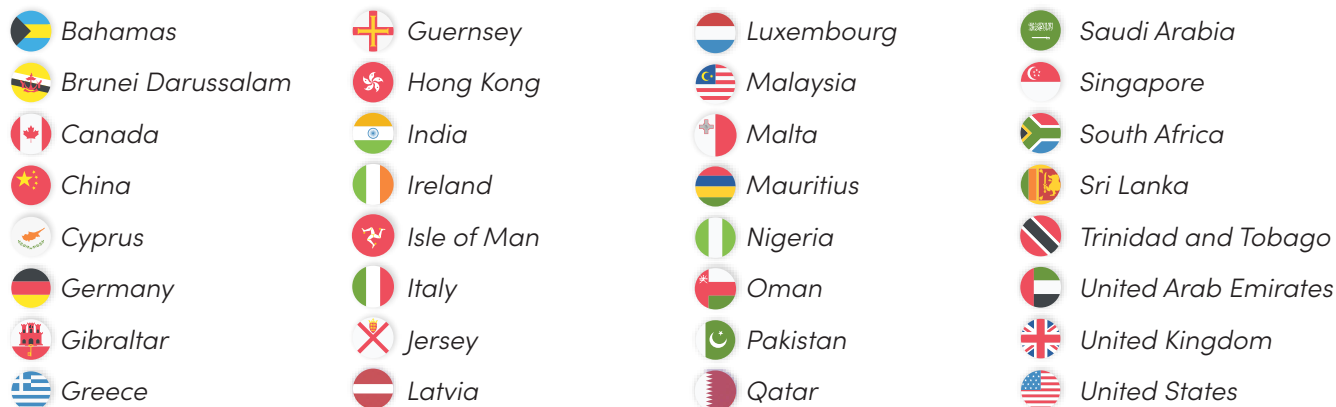 Bahamas
Brunei Darussalam
Canada
China
Cyprus
Germany
Gibraltar
Greece
Guernsey
Hong Kong
India
Ireland
Isle of Man
Italy
Jersey
Latvia
Luxembourg
Malaysia
Malta
Mauritius
Nigeria
Oman
Pakistan
Qatar
Saudi Arabia
Singapore
South Africa
Sri Lanka
Trinidad and Tobago
United Arab Emirates
United Kingdom
United States